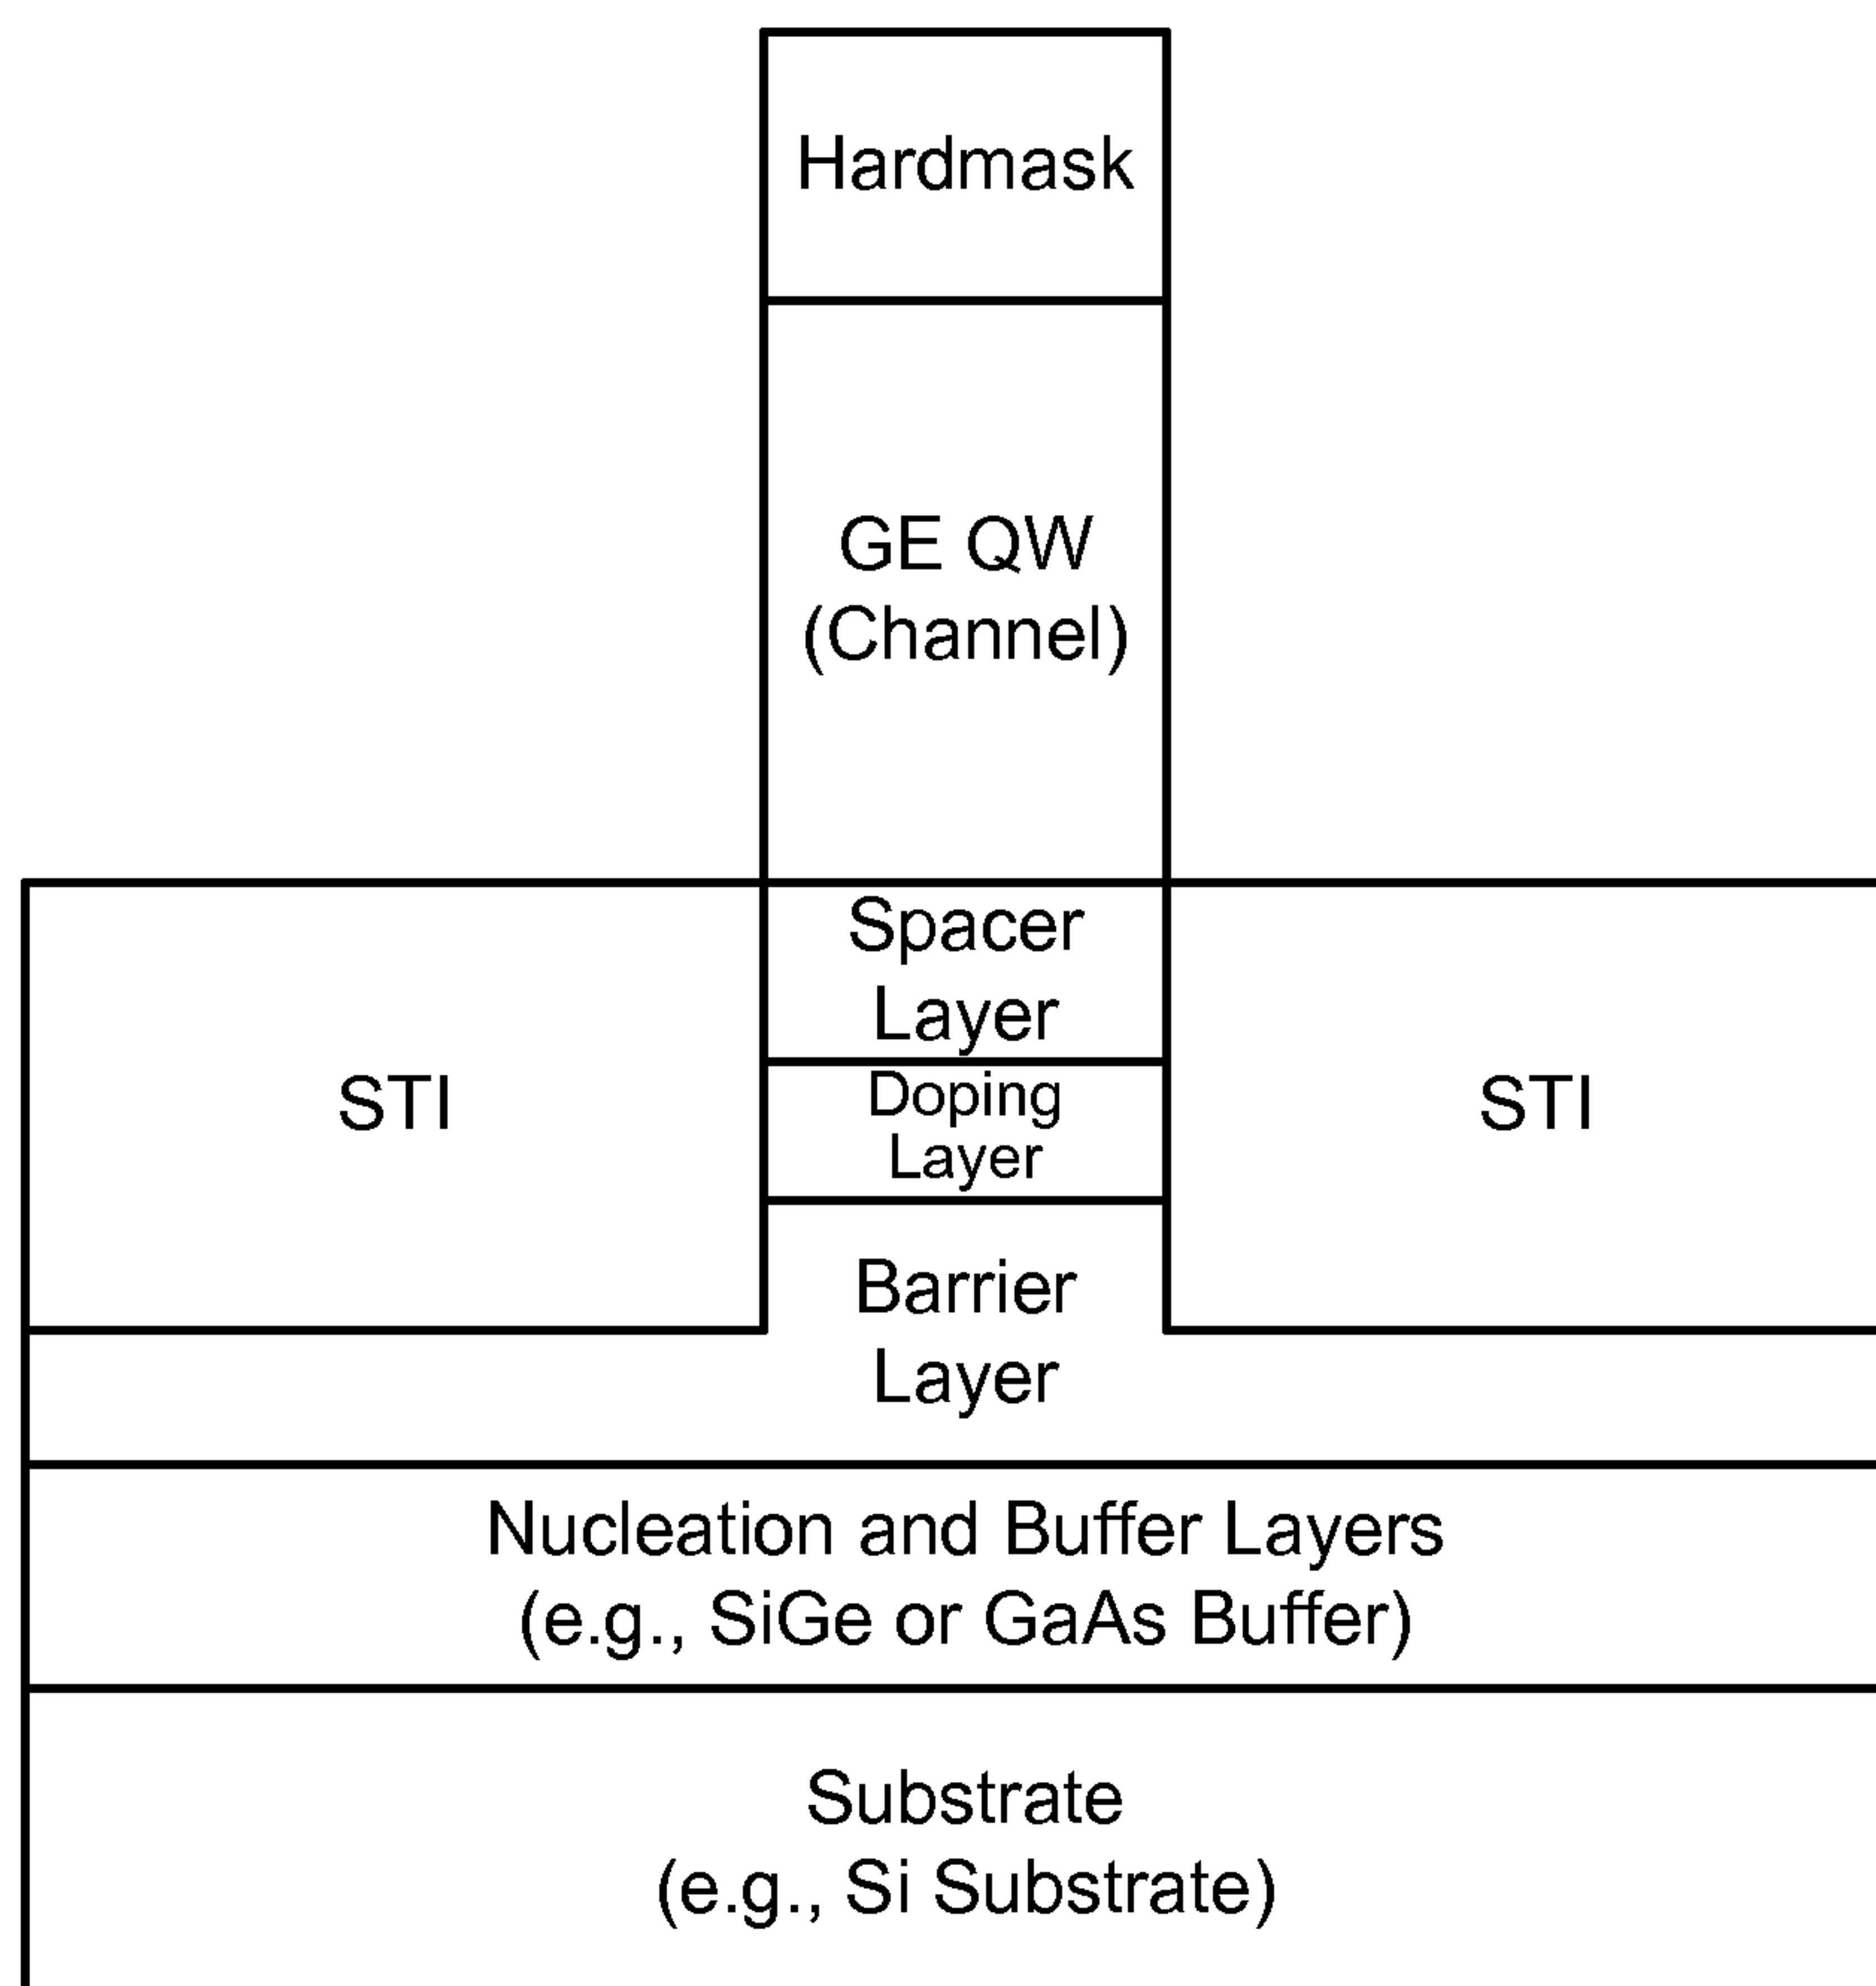 Hardmask
GE QW
(Channel)
Spacer
Layer
STI
Doping
Layer
STI
Barrier
Layer
Nucleation and Buffer Layers
(e.g., SiGe or GaAs Buffer)
Substrate
(e.g., Si Substrate)